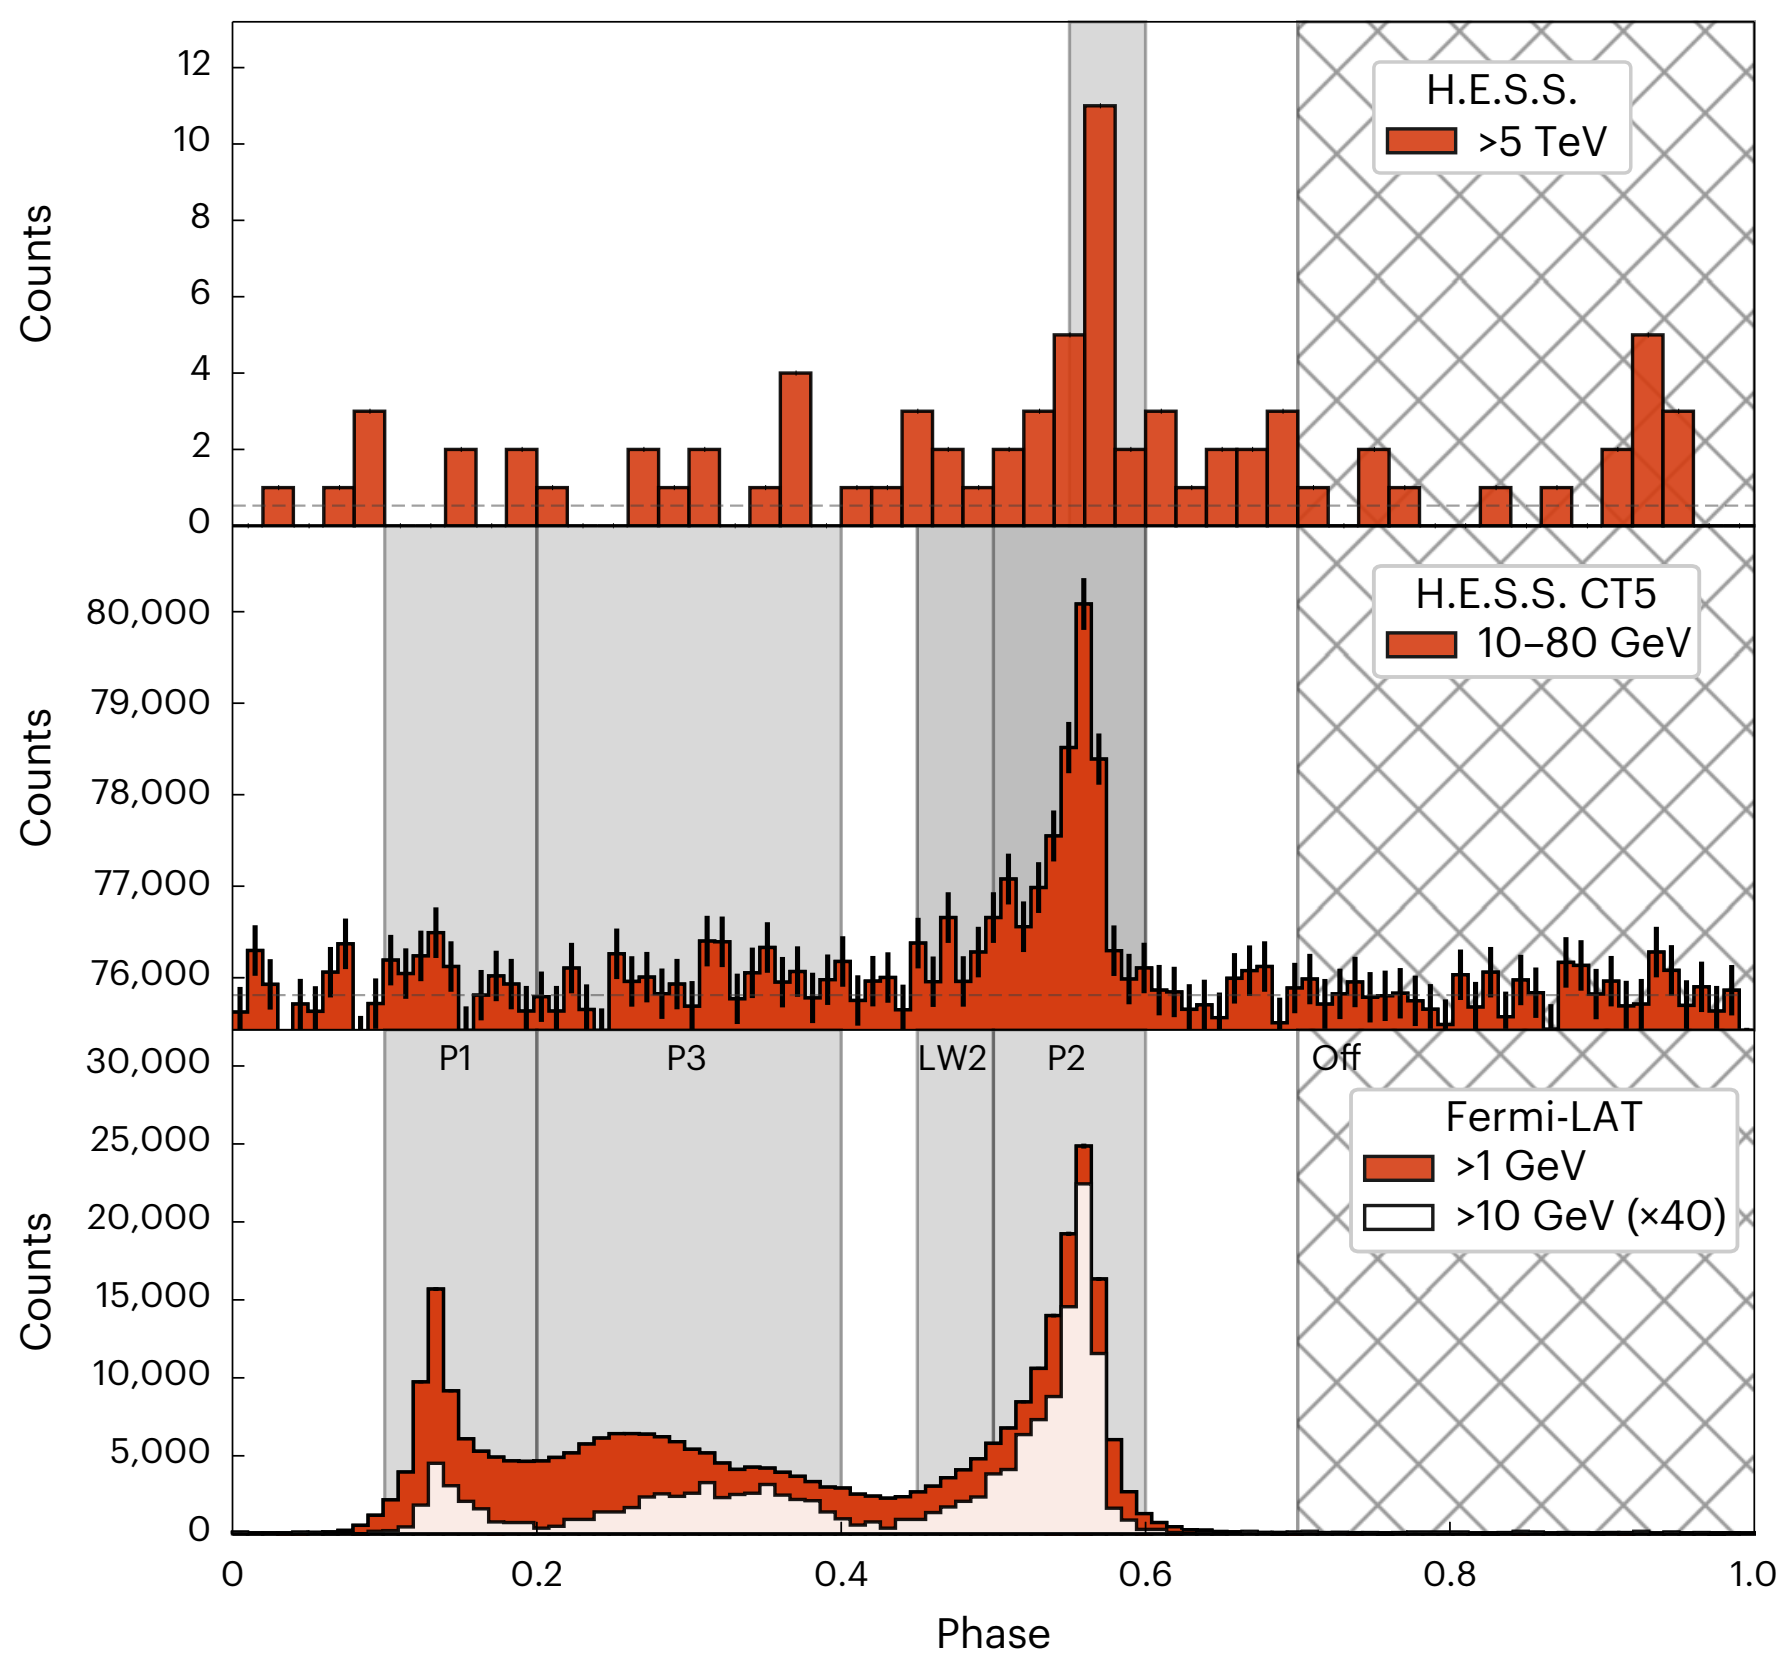 Counts
12
10
8
6
4
2
0
H.E.S.S.
>5 TeV
Counts
80,000
79,000
78,000
77,000
76,000
H.E.S.S. CT5
10–80 GeV
P1
P3
LW2
P2
Off
Counts
30,000
25,000
20,000
15,000
10,000
5,000
0
Fermi-LAT
>1 GeV
>10 GeV (×40)
0
0.2
0.4
0.6
0.8
1.0
Phase